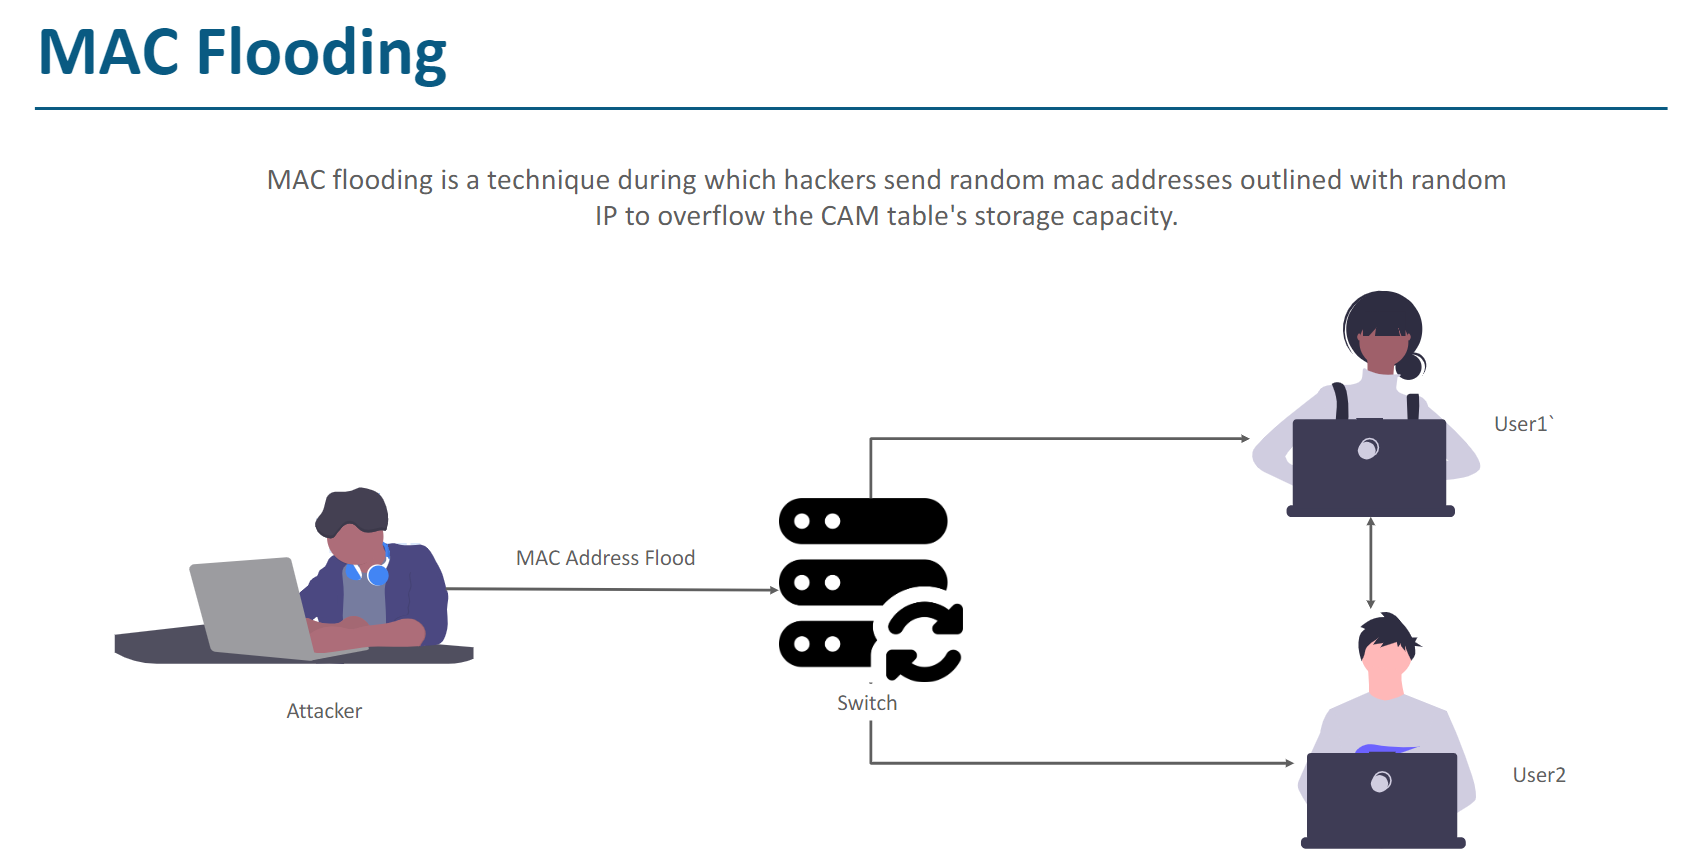 MAC Flooding
MAC flooding is a technique during which hackers send random mac addresses outlined with random
IP to overflow the CAM table's storage capacity.
User1`
MAC Address Flood
Switch
Attacker
User2